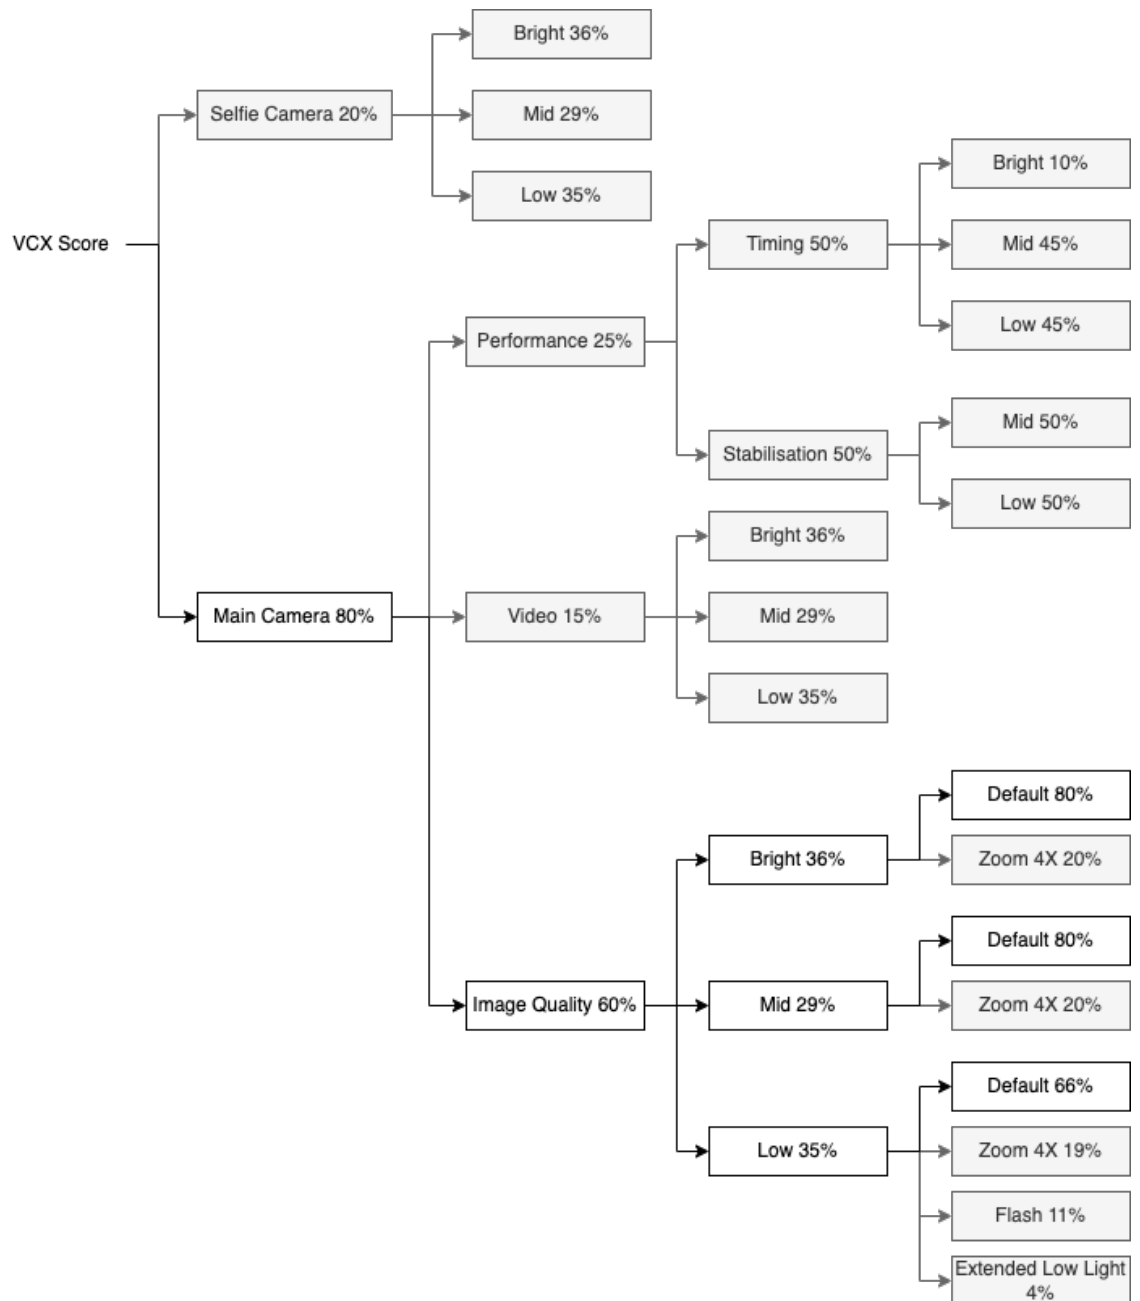 VCX Score
Selfie Camera 20%
Bright 36%
Mid 29%
Low 35%
Main Camera 80%
Performance 25%
Timing 50%
Bright 10%
Mid 45%
Low 45%
Stabilisation 50%
Mid 50%
Low 50%
Video 15%
Bright 36%
Mid 29%
Low 35%
Image Quality 60%
Bright 36%
Default 80%
Zoom 4X 20%
Mid 29%
Default 80%
Zoom 4X 20%
Low 35%
Default 66%
Zoom 4X 19%
Flash 11%
Extended Low Light
4%